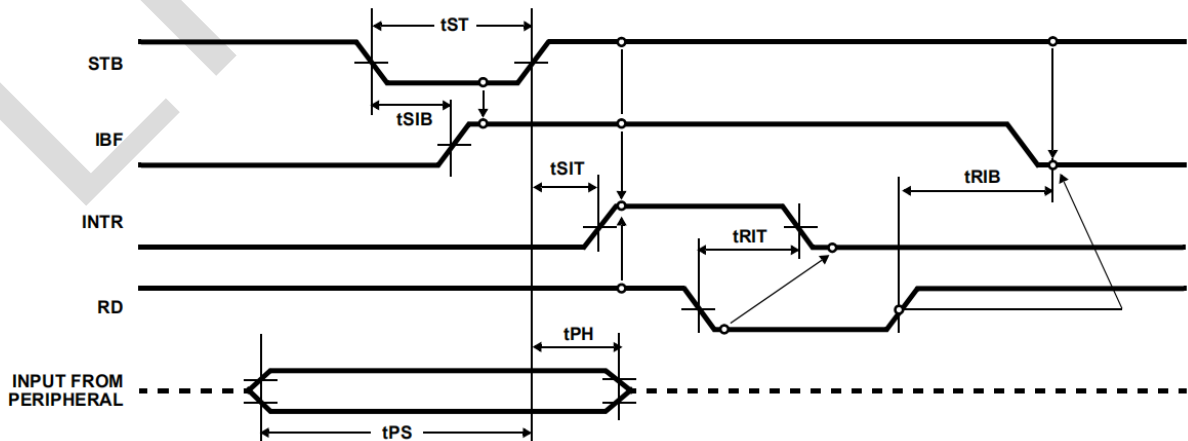 tST
STB
tSIB
IBF
tSIT
tRIB
INTR
tRIT
RD
tPH
INPUT FROM
PERIPHERAL
tPS